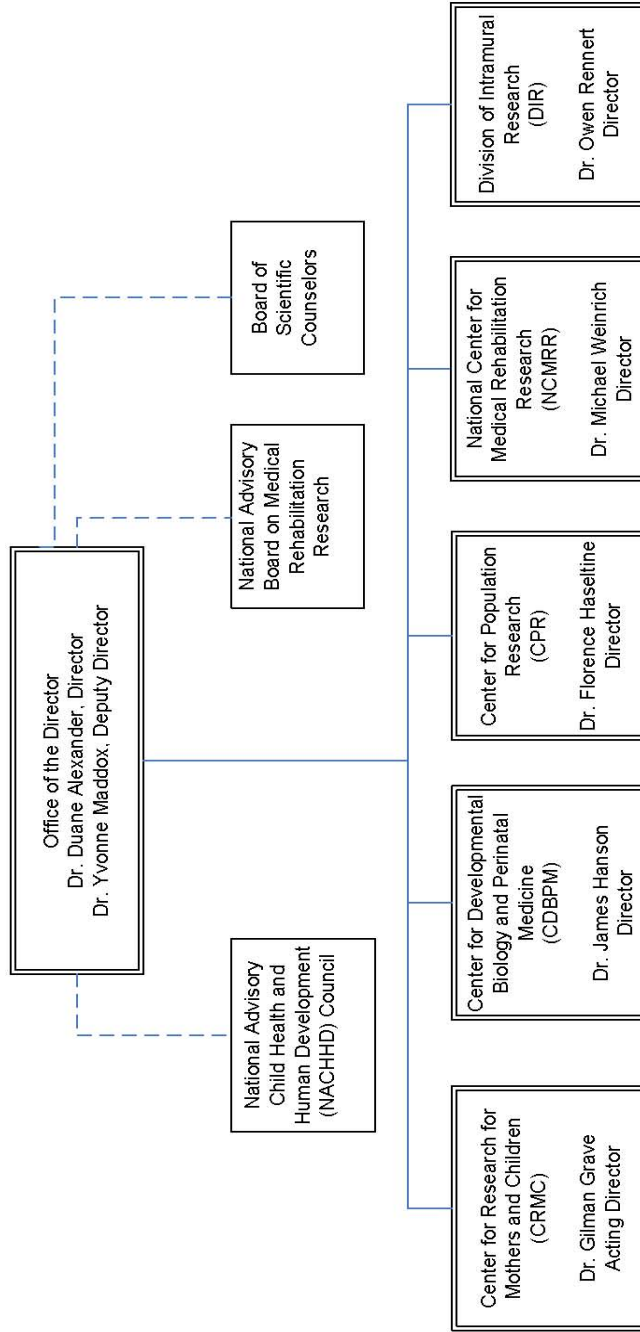 Office of the Director
Dr. Duane Alexander, Director
Dr. Yvonne Maddox, Deputy Director
National Advisory
Child Health and
Human Development
(NACHHD) Council
National Advisory
Board on Medical
Rehabilitation
Research
Board of
Scientific
Counselors
Center for Research for
Mothers and Children
(CRMC)
Dr. Gilman Grave
Acting Director
Center for Developmental
Biology and Perinatal
Medicine
(CDBPM)
Dr. James Hanson
Director
Center for Population
Research
(CPR)
Dr. Florence Haseltine
Director
National Center for
Medical Rehabilitation
Research
(NCMRR)
Dr. Michael Weinrich
Director
Division of Intramural
Research
(DIR)
Dr. Owen Rennert
Director